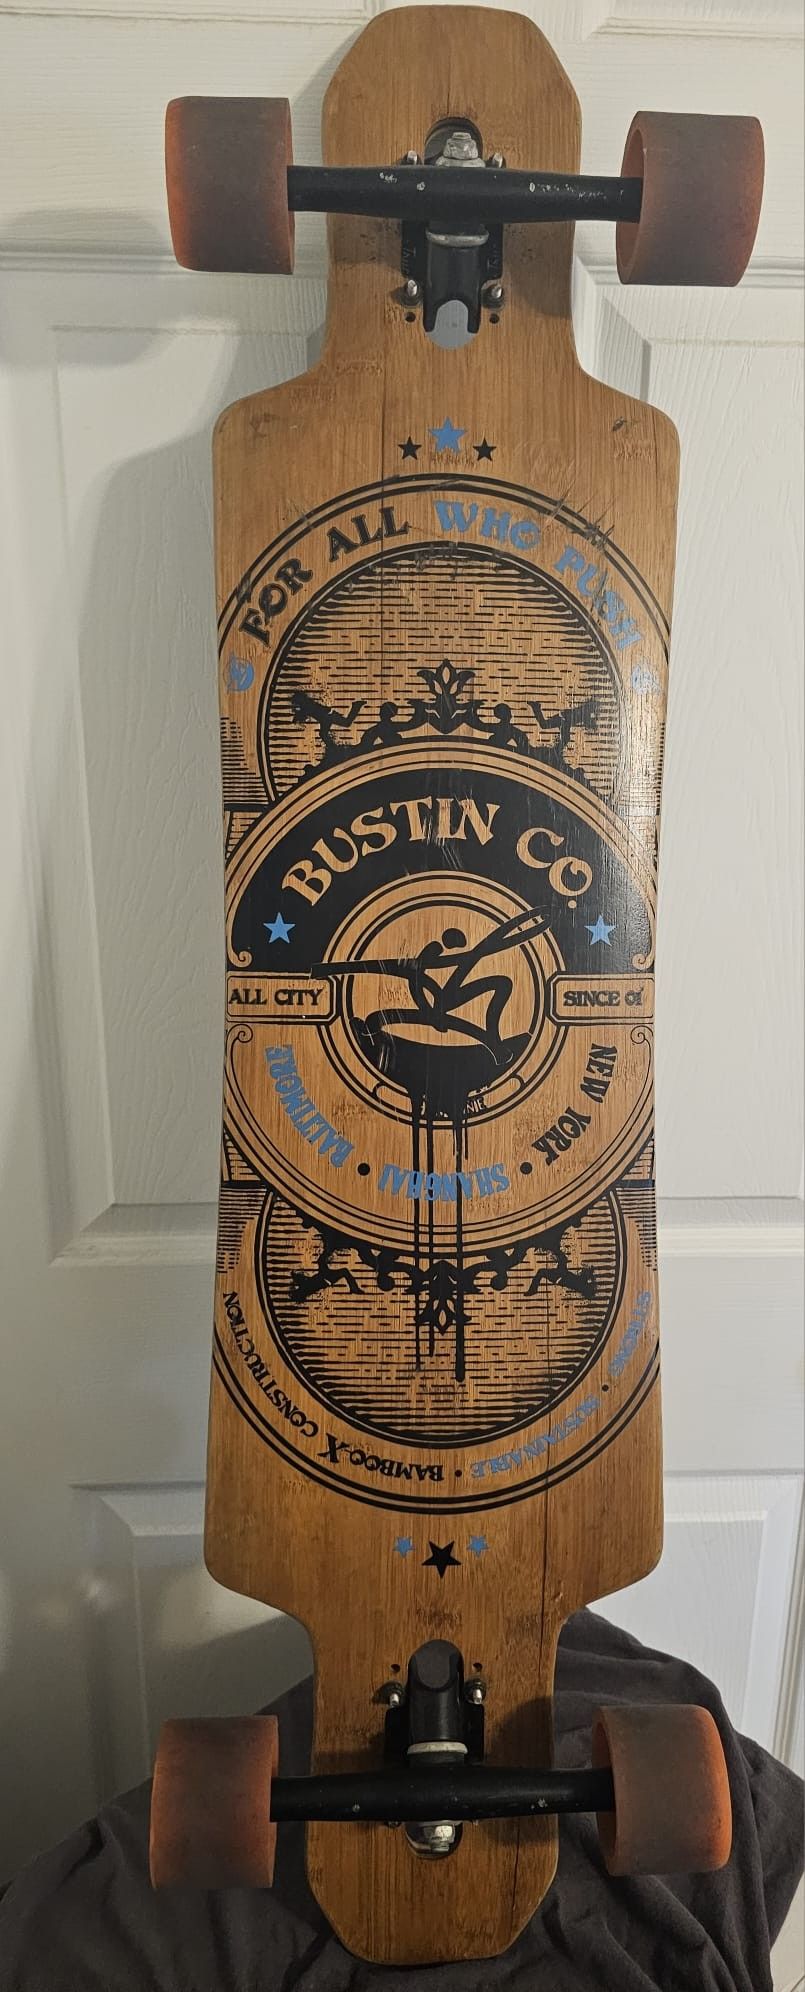 FOR ALL WHO PUSH
BUSTIN CO.
ALL CITY
SINCE 01
NEW YORK • SHANGHAI • BALTIMORE
STRONG • SUSTAINABLE • BAMBOO-X CONSTRUCTION